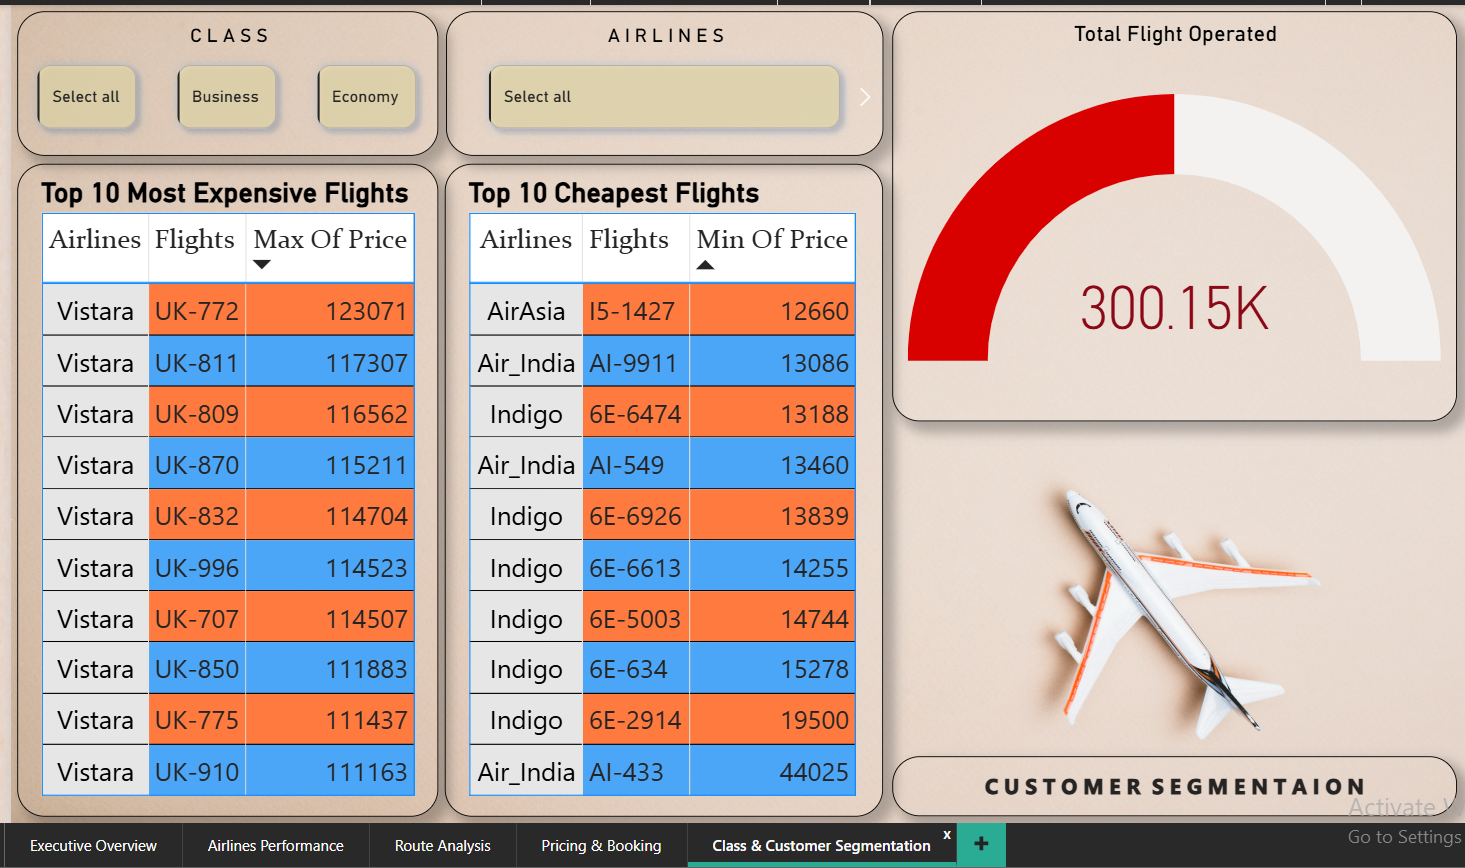 CLASS
Select all
Business
Economy
AIRLINES
Select all
Total Flight Operated
300.15K
Top 10 Most Expensive Flights
Airlines Flights Max Of Price
Vistara UK-772 123071
Vistara UK-811 117307
Vistara UK-809 116562
Vistara UK-870 115211
Vistara UK-832 114704
Vistara UK-996 114523
Vistara UK-707 114507
Vistara UK-850 111883
Vistara UK-775 111437
Vistara UK-910 111163
Top 10 Cheapest Flights
Airlines Flights Min Of Price
AirAsia I5-1427 12660
Air_India AI-9911 13086
Indigo 6E-6474 13188
Air_India AI-549 13460
Indigo 6E-6926 13839
Indigo 6E-6613 14255
Indigo 6E-5003 14744
Indigo 6E-634 15278
Indigo 6E-2914 19500
Air_India AI-433 44025
CUSTOMER SEGMENTAION
Activate
Go to Settings
Executive Overview
Airlines Performance
Route Analysis
Pricing & Booking
Class & Customer Segmentation
x
+